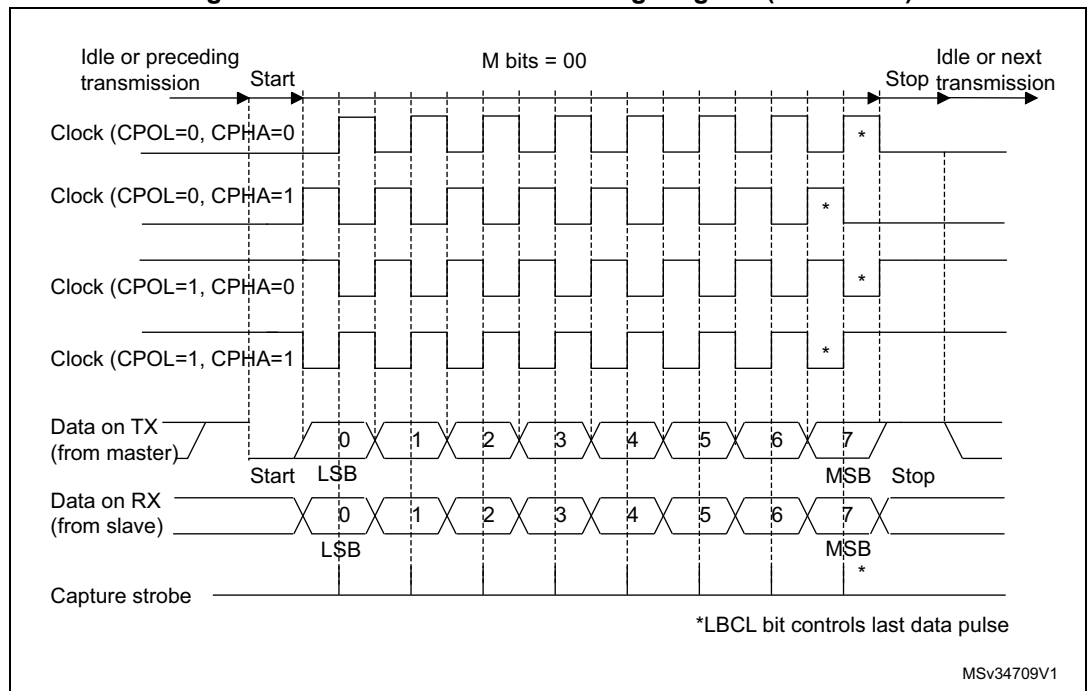 Idle or preceding
transmission
Start
M bits = 00
Stop
Idle or next
transmission
Clock (CPOL=0, CPHA=0
*
Clock (CPOL=0, CPHA=1
*
Clock (CPOL=1, CPHA=0
*
Clock (CPOL=1, CPHA=1
*
Data on TX
(from master)
0 1 2 3 4 5 6 7
Start LSB MSB Stop
Data on RX
(from slave)
0 1 2 3 4 5 6 7
LSB MSB
*
Capture strobe
*LBCL bit controls last data pulse
MSv34709V1